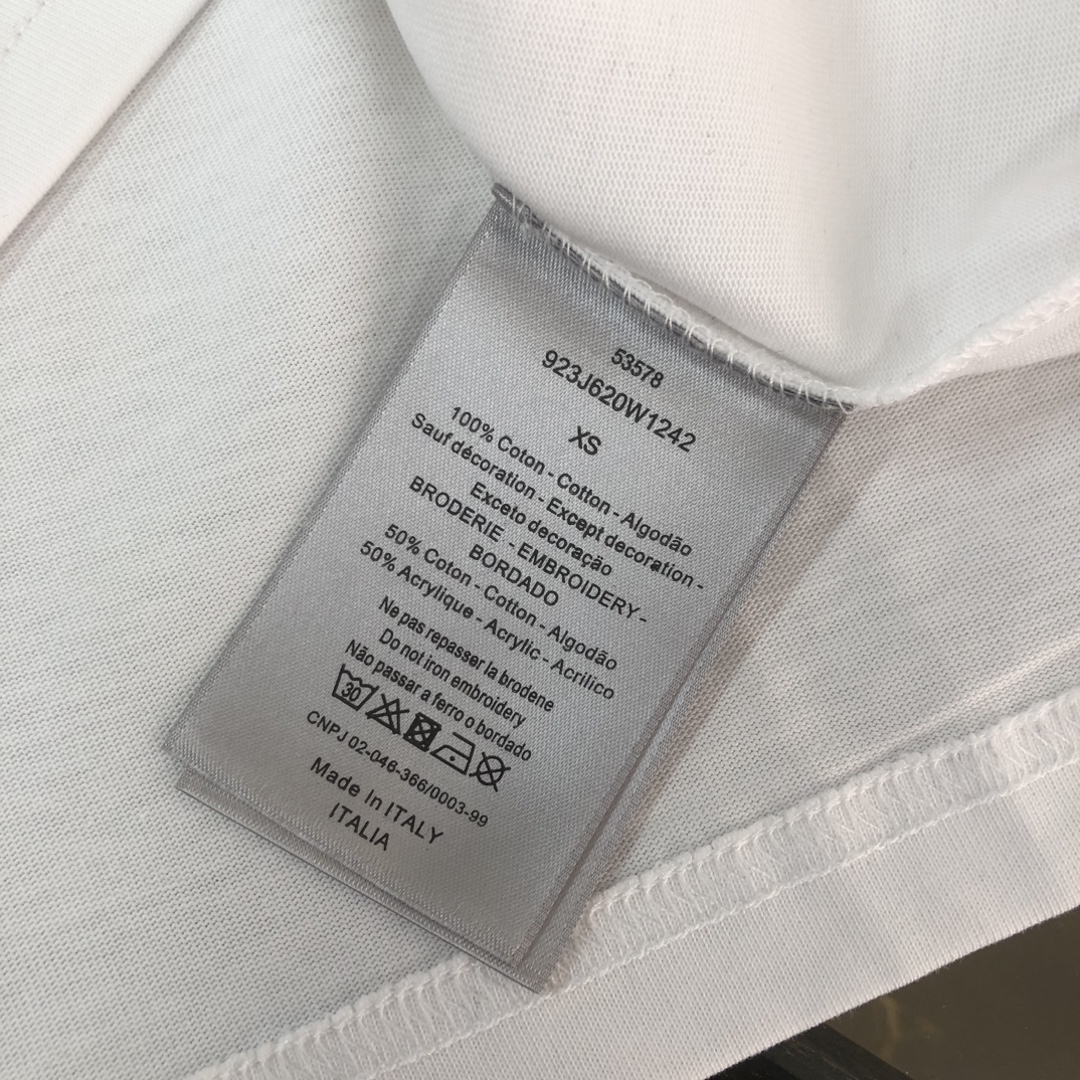 53578
923J620W1242
XS
100% Coton - Cotton - Algodão
Sauf décoration - Except decoration -
Exceto decoração
BRODERIE - EMBROIDERY-
BORDADO
50% Coton - Cotton - Algodão
50% Acrylique - Acrylic - Acrilico
Ne pas repasser la brodene
Do not iron embroidery
Não passar a ferro o bordado
30
CNPJ 02-046-366/0003-99
Made In ITALY
ITALIA